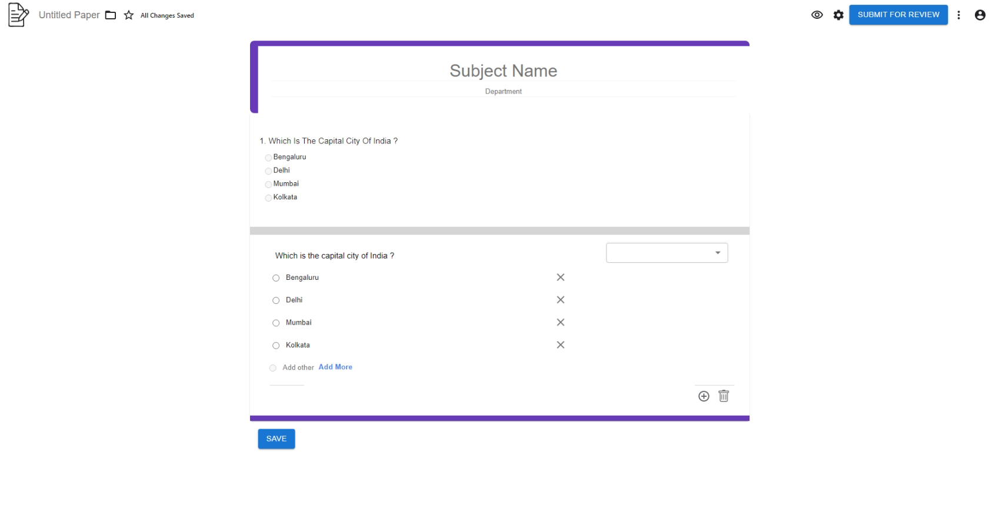 Untitled Paper All Changes Saved SUBMIT FOR REVIEW
Subject Name
Department
1. Which Is The Capital City Of India ?
Bengaluru
Delhi
Mumbai
Kolkata
Which is the capital city of India ?
Bengaluru
Delhi
Mumbai
Kolkata
Add other Add More
SAVE